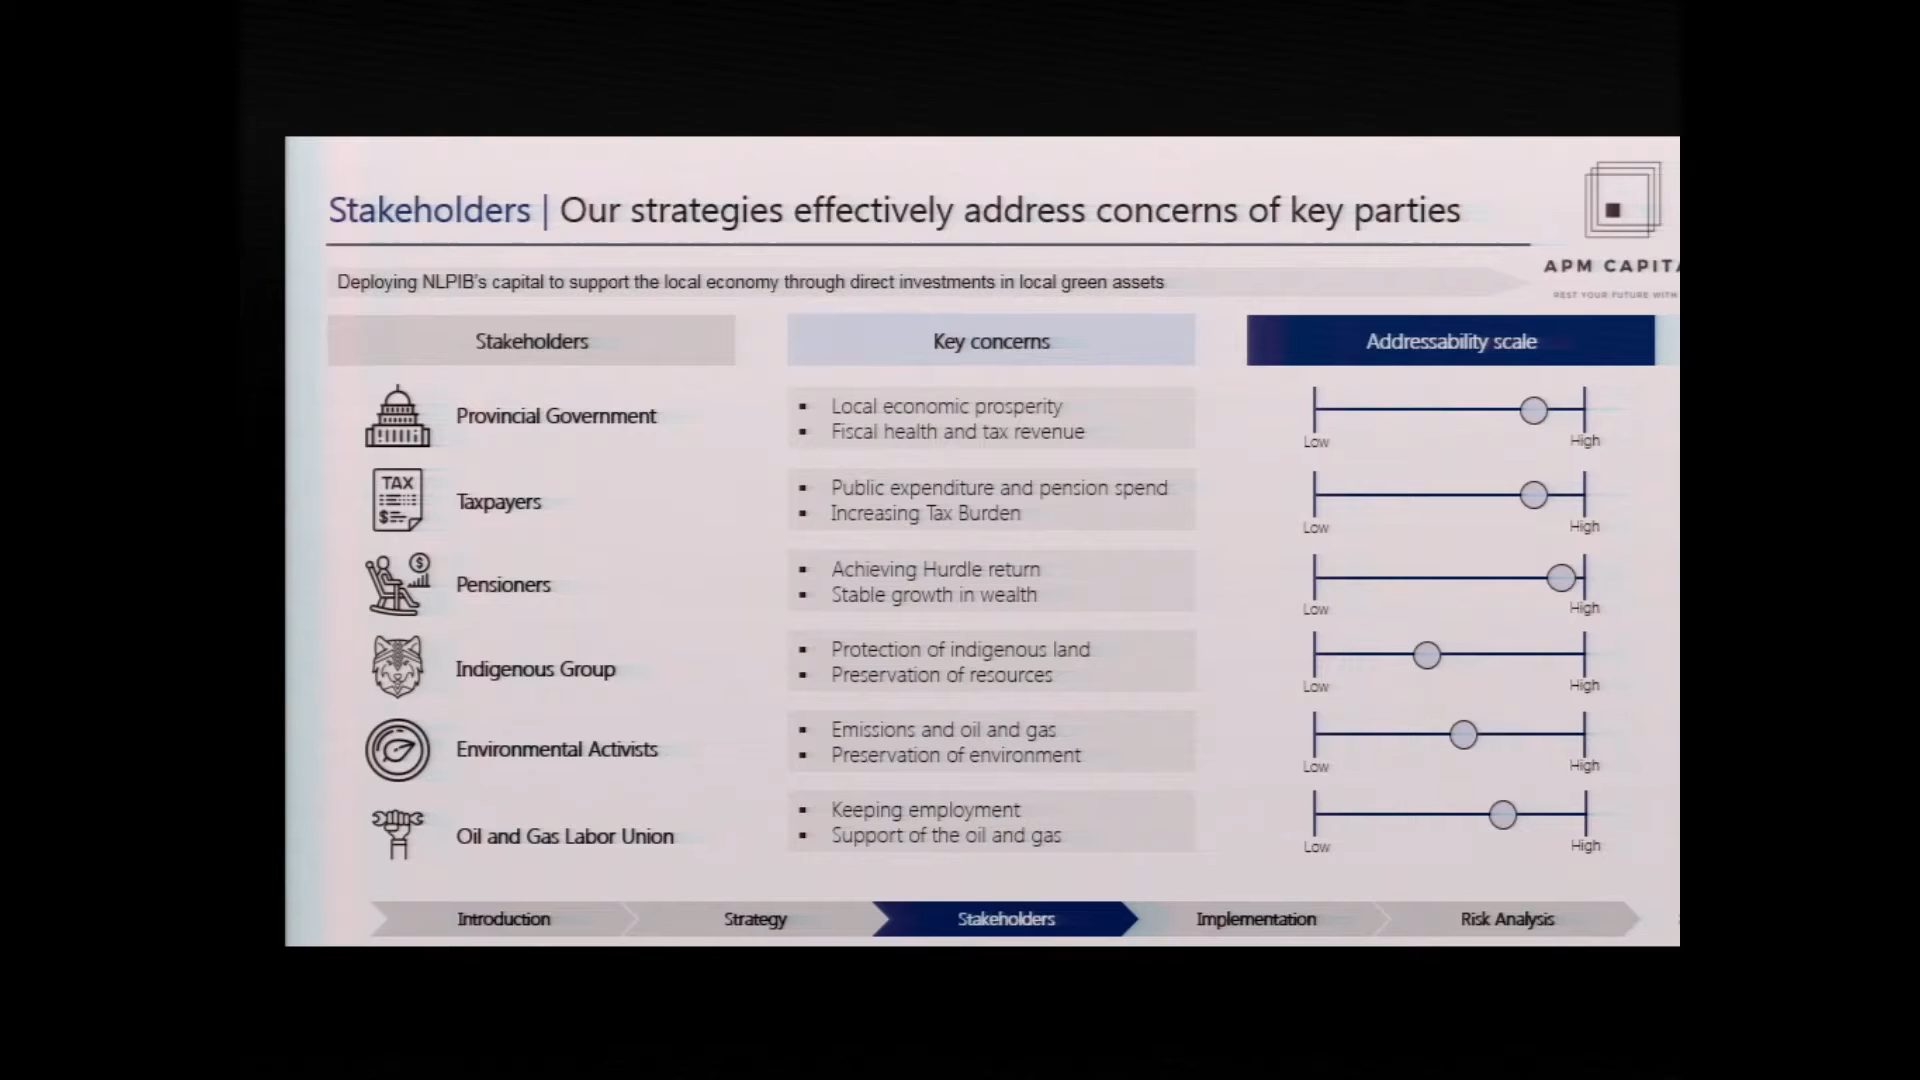 Stakeholders | Our strategies effectively address concerns of key parties
APM CAPITA
REST YOUR FUTURE WITH
Deploying NLPIB's capital to support the local economy through direct investments in local green assets
Stakeholders
Key concerns
Addressability scale
Provincial Government
▪ Local economic prosperity
▪ Fiscal health and tax revenue
Low
High
TAX
$
Taxpayers
▪ Public expenditure and pension spend
▪ Increasing Tax Burden
Low
High
$
Pensioners
▪ Achieving Hurdle return
▪ Stable growth in wealth
Low
High
Indigenous Group
▪ Protection of indigenous land
▪ Preservation of resources
Low
High
Environmental Activists
▪ Emissions and oil and gas
▪ Preservation of environment
Low
High
Oil and Gas Labor Union
▪ Keeping employment
▪ Support of the oil and gas
Low
High
Introduction
Strategy
Stakeholders
Implementation
Risk Analysis